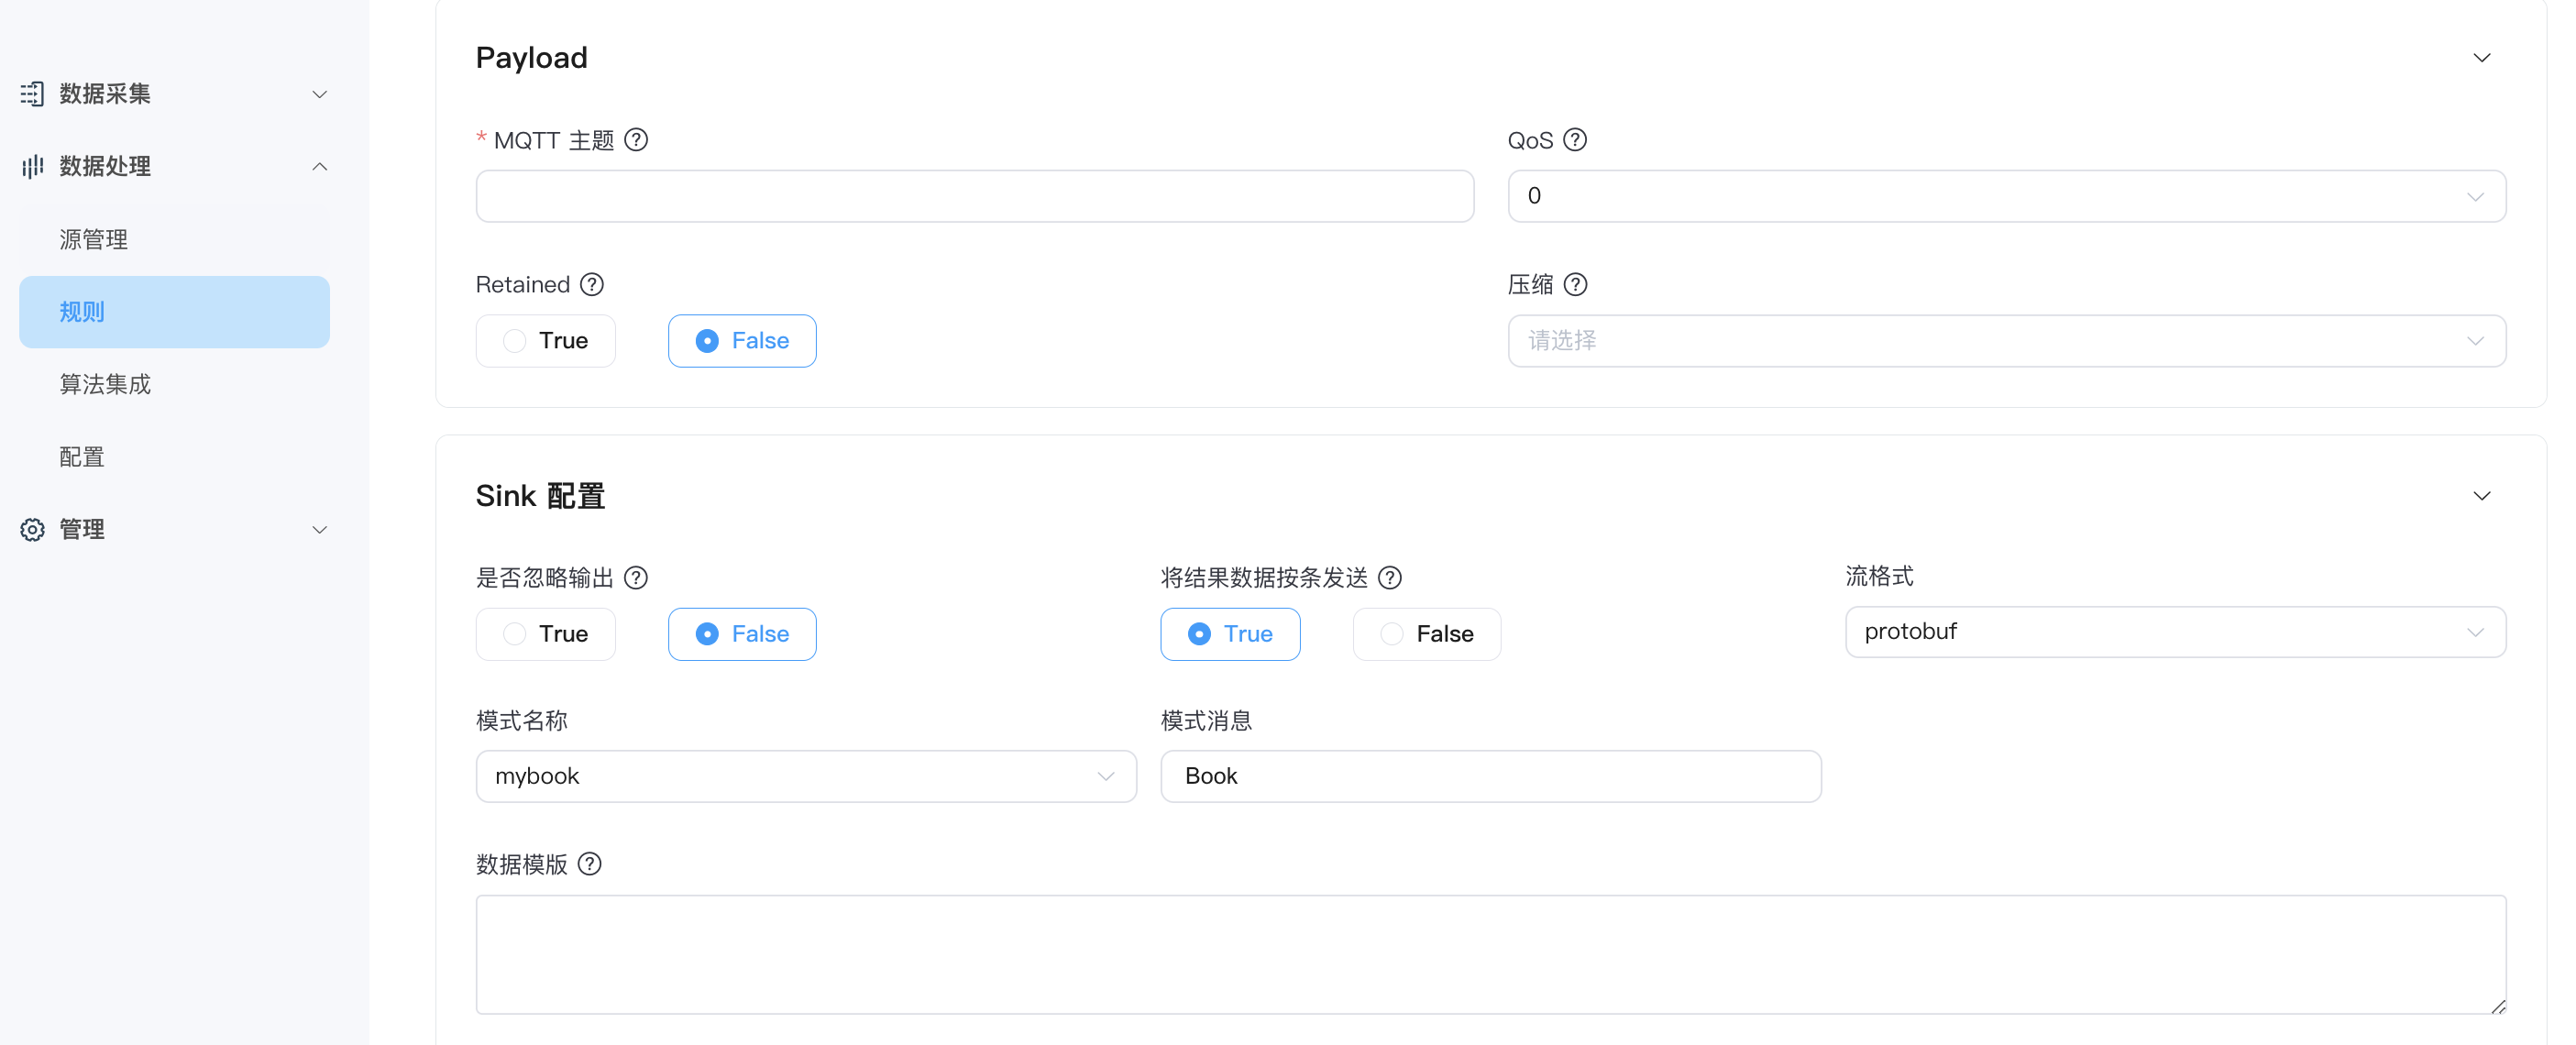 数据采集
数据处理
源管理
规则
算法集成
配置
管理
Payload
* MQTT 主题 ?
QoS ?
0
Retained ?
True False
压缩 ?
请选择
Sink 配置
是否忽略输出 ?
True False
将结果数据按条发送 ?
True False
流格式
protobuf
模式名称
mybook
模式消息
Book
数据模版 ?